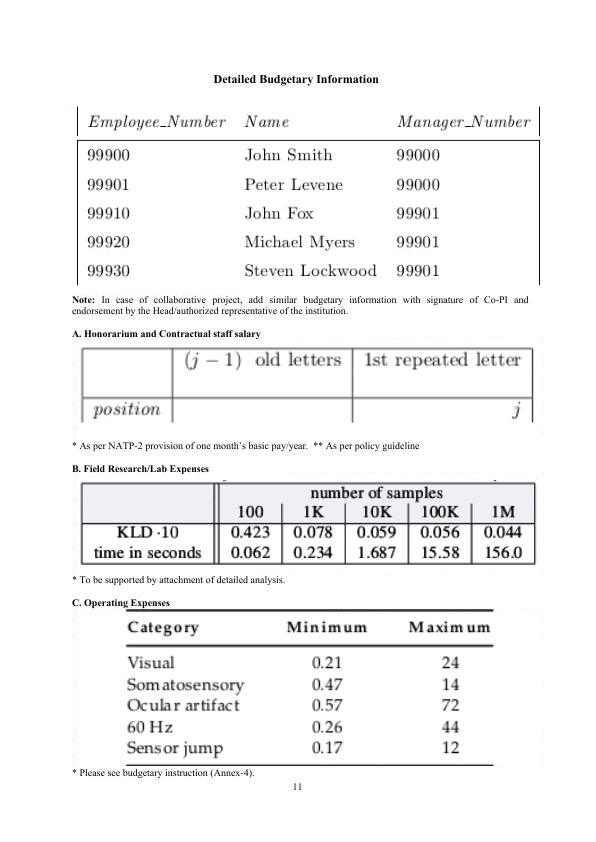 Detailed Budgetary Information
Employee_Number Name Manager_Number
99900 John Smith 99000
99901 Peter Levene 99000
99910 John Fox 99901
99920 Michael Myers 99901
99930 Steven Lockwood 99901
Note: In case of collaborative project, add similar budgetary information with signature of Co-PI and
endorsement by the Head/authorized representative of the institution.
A. Honorarium and Contractual staff salary
(j − 1) old letters 1st repeated letter
position j
* As per NATP-2 provision of one month's basic pay/year. ** As per policy guideline
B. Field Research/Lab Expenses
number of samples
100 1K 10K 100K 1M
KLD ·10 0.423 0.078 0.059 0.056 0.044
time in seconds 0.062 0.234 1.687 15.58 156.0
* To be supported by attachment of detailed analysis.
C. Operating Expenses
Category Minimum Maximum
Visual 0.21 24
Somatosensory 0.47 14
Ocular artifact 0.57 72
60 Hz 0.26 44
Sensor jump 0.17 12
* Please see budgetary instruction (Annex-4).
11